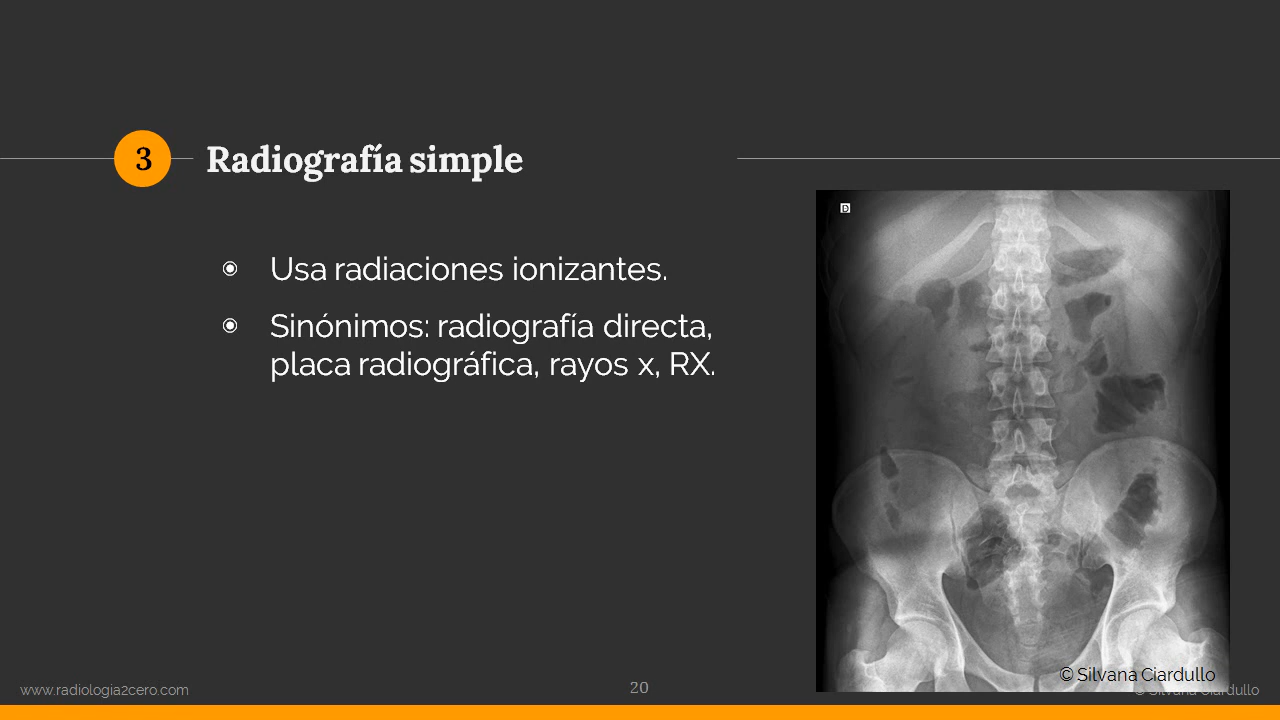 3
Radiografía simple
D
Usa radiaciones ionizantes.
Sinónimos: radiografía directa,
placa radiográfica, rayos x, RX.
© Silvana Ciardullo
www.radiologia2cero.com
20
© Silvana Ciardullo